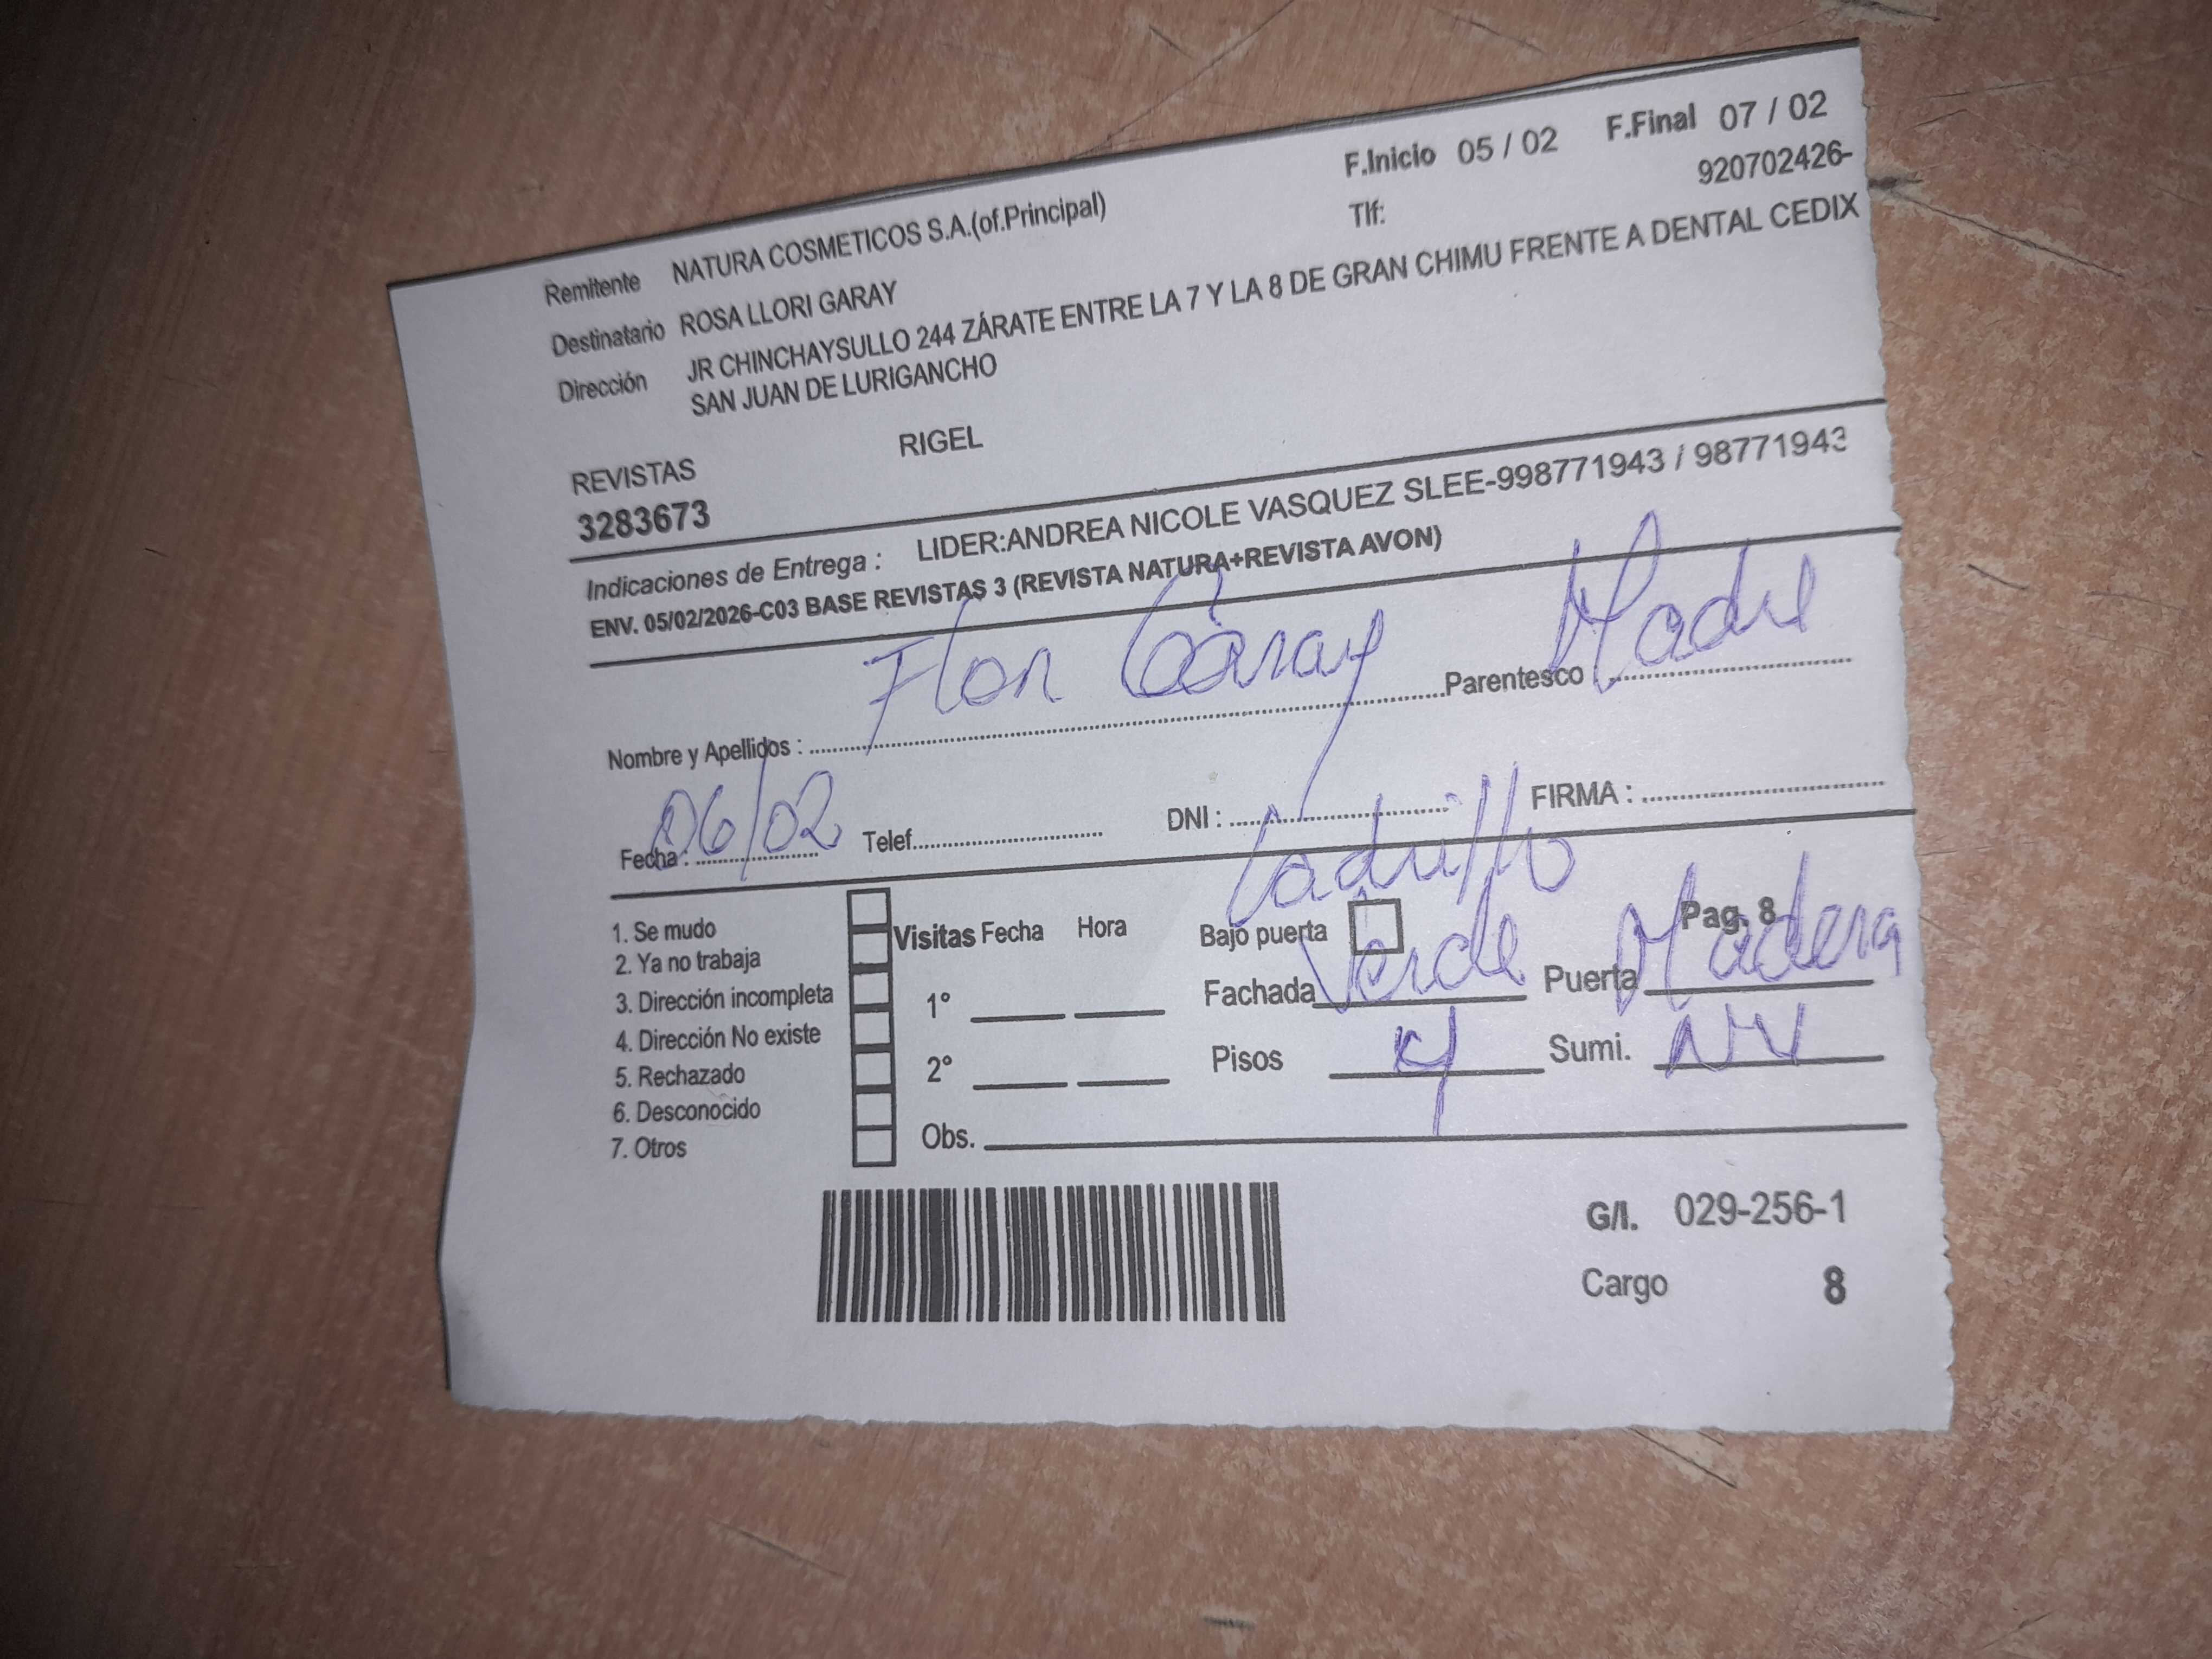 F.Inicio 05 / 02 F.Final 07 / 02
Remitente NATURA COSMETICOS S.A.(of.Principal) Tlf: 920702426-
Destinatario ROSA LLORI GARAY
Dirección JR CHINCHAYSULLO 244 ZÁRATE ENTRE LA 7 Y LA 8 DE GRAN CHIMU FRENTE A DENTAL CEDIX
SAN JUAN DE LURIGANCHO
REVISTAS RIGEL
3283673
Indicaciones de Entrega : LIDER:ANDREA NICOLE VASQUEZ SLEE-998771943 / 98771943
ENV. 05/02/2026-C03 BASE REVISTAS 3 (REVISTA NATURA+REVISTA AVON)
Nombre y Apellidos : Flor Garay Parentesco Madre
Fecha : 06/02 Telef. DNI : FIRMA :
Ladrillo
1. Se mudo Visitas Fecha Hora Bajo puerta Pag. 8
2. Ya no trabaja
3. Dirección incompleta 1° Fachada Verde Puerta Madera
4. Dirección No existe
5. Rechazado 2° Pisos 4 Sumi. NV
6. Desconocido
7. Otros Obs.
G/I. 029-256-1
Cargo 8